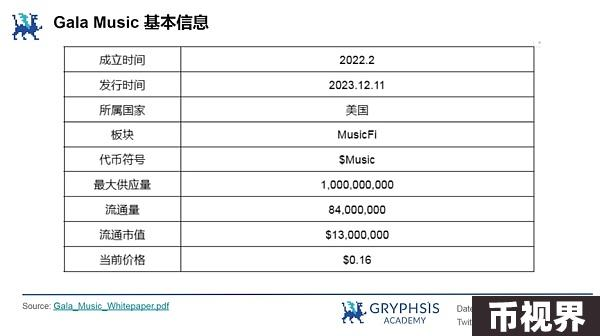 Gala Music 基本信息
成立时间 2022.2
发行时间 2023.12.11
所属国家 美国
板块 MusicFi
代币符号 $Music
最大供应量 1,000,000,000
流通量 84,000,000
流通市值 $13,000,000
当前价格 $0.16
Source: Gala_Music_Whitepaper.pdf
GRYPHSIS
ACADEMY
Date
Twit
币视界